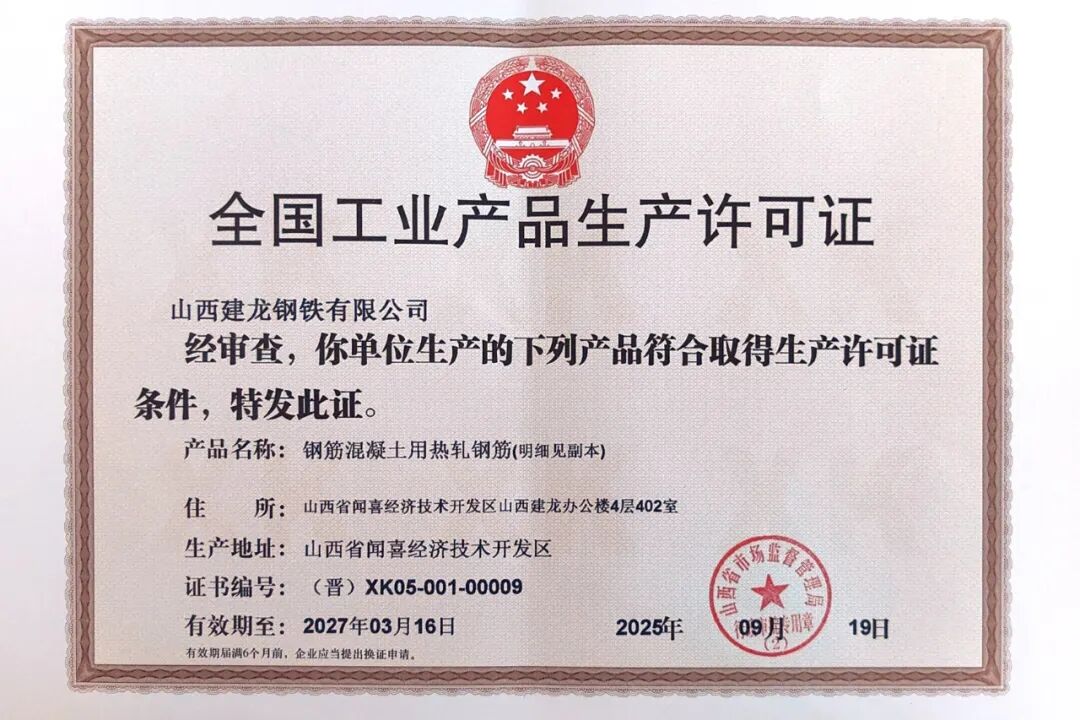 全国工业产品生产许可证
山西建龙钢铁有限公司
经审查，你单位生产的下列产品符合取得生产许可证
条件，特发此证。
产品名称：钢筋混凝土用热轧钢筋(明细见副本)
住 所：山西省闻喜经济技术开发区山西建龙办公楼4层402室
生产地址：山西省闻喜经济技术开发区
证书编号：（晋）XK05-001-00009
有效期至：2027年03月16日
2025年 09月 19日
有效期届满6个月前，企业应当提出换证申请。
山西省市场监督管理局
专用章
(2)